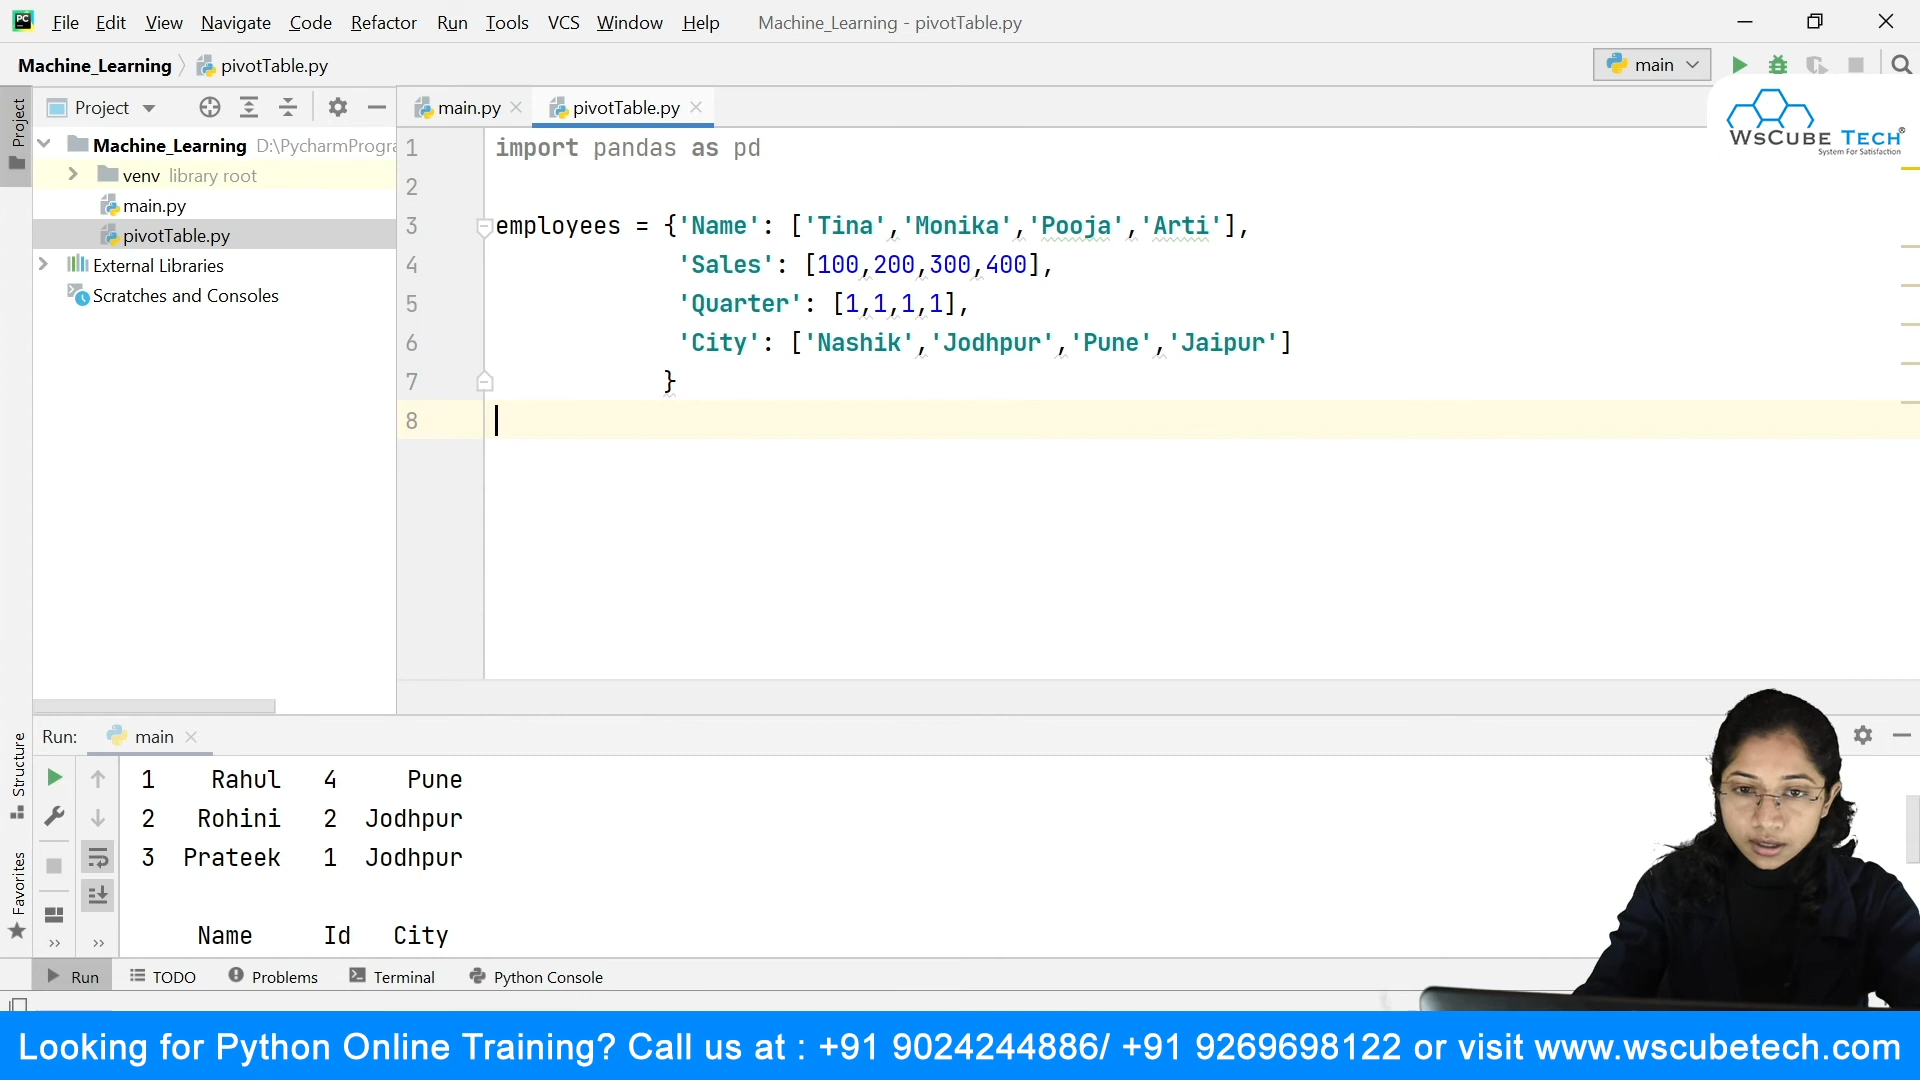 File Edit View Navigate Code Refactor Run Tools VCS Window Help Machine_Learning - pivotTable.py
Machine_Learning pivotTable.py main
Project
Project main.py pivotTable.py
WsCube Tech®
System For Satisfaction
Machine_Learning D:\PycharmProgra
venv library root
main.py
pivotTable.py
External Libraries
Scratches and Consoles
1 import pandas as pd
2
3 employees = {'Name': ['Tina','Monika','Pooja','Arti'],
4 'Sales': [100,200,300,400],
5 'Quarter': [1,1,1,1],
6 'City': ['Nashik','Jodhpur','Pune','Jaipur']
7 }
8
Run: main
Structure
Favorites
1 Rahul 4 Pune
2 Rohini 2 Jodhpur
3 Prateek 1 Jodhpur
Name Id City
Run TODO Problems Terminal Python Console
Looking for Python Online Training? Call us at : +91 9024244886/ +91 9269698122 or visit www.wscubetech.com